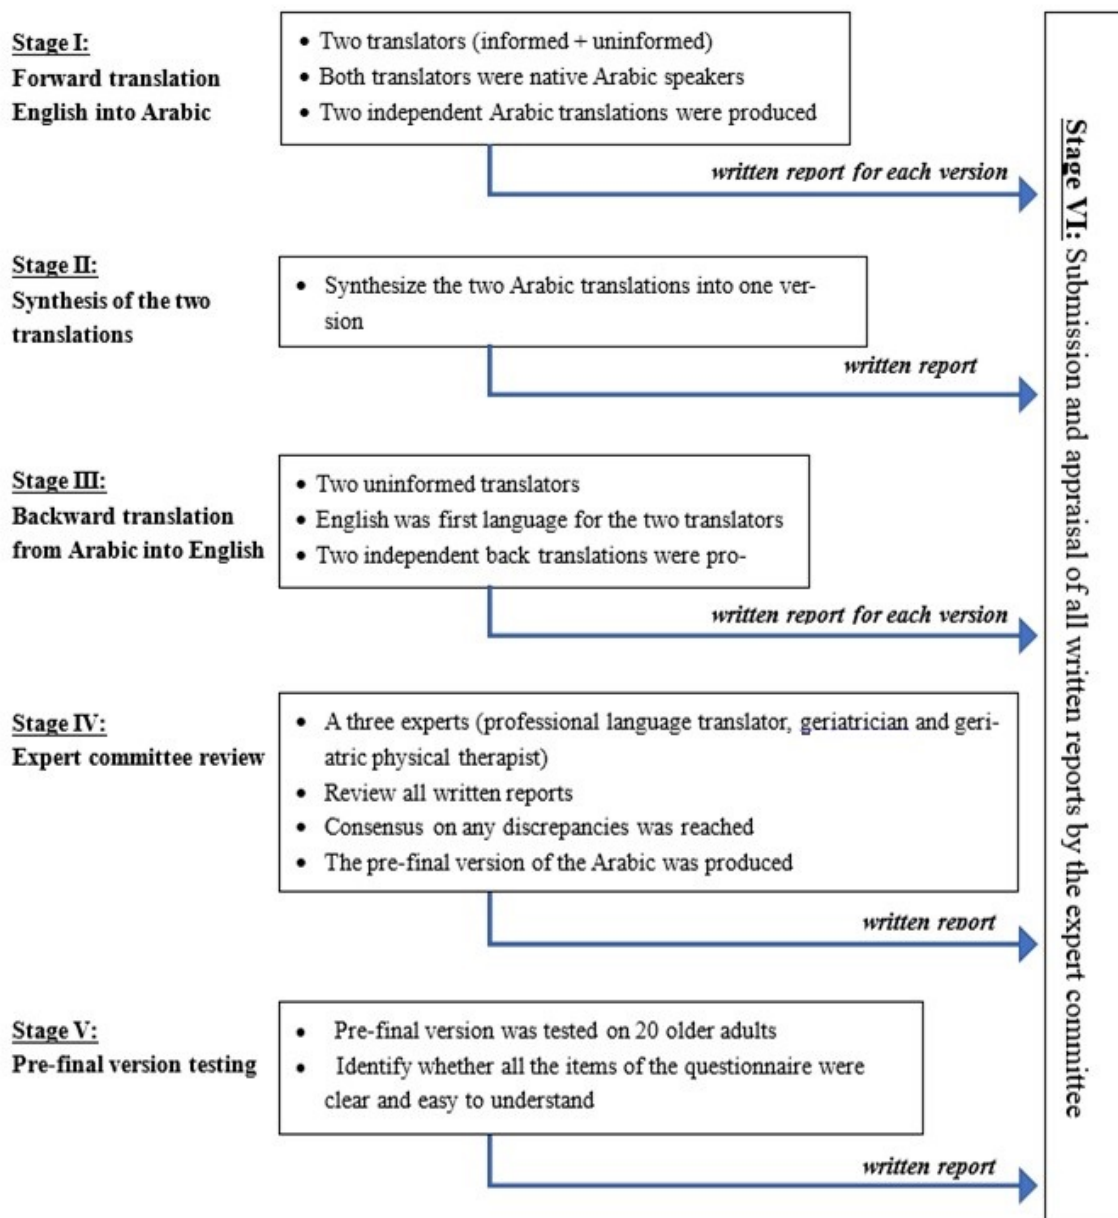 Stage I:
Forward translation
English into Arabic
• Two translators (informed + uninformed)
• Both translators were native Arabic speakers
• Two independent Arabic translations were produced
written report for each version
Stage II:
Synthesis of the two
translations
• Synthesize the two Arabic translations into one ver-
sion
written report
Stage III:
Backward translation
from Arabic into English
• Two uninformed translators
• English was first language for the two translators
• Two independent back translations were pro-
written report for each version
Stage IV:
Expert committee review
• A three experts (professional language translator, geriatrician and geri-
atric physical therapist)
• Review all written reports
• Consensus on any discrepancies was reached
• The pre-final version of the Arabic was produced
written report
Stage V:
Pre-final version testing
• Pre-final version was tested on 20 older adults
• Identify whether all the items of the questionnaire were
clear and easy to understand
written report
Stage VI: Submission and appraisal of all written reports by the expert committee